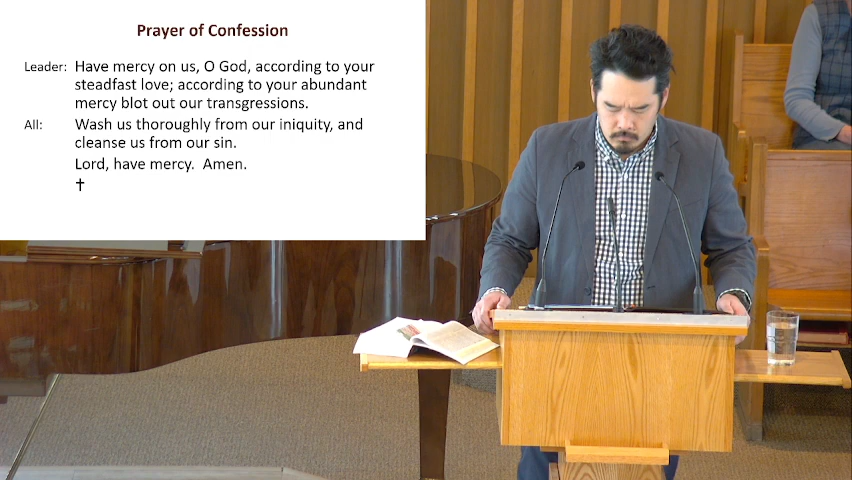 Prayer of Confession
Leader: Have mercy on us, O God, according to your
steadfast love; according to your abundant
mercy blot out our transgressions.
All: Wash us thoroughly from our iniquity, and
cleanse us from our sin.
Lord, have mercy. Amen.
✝